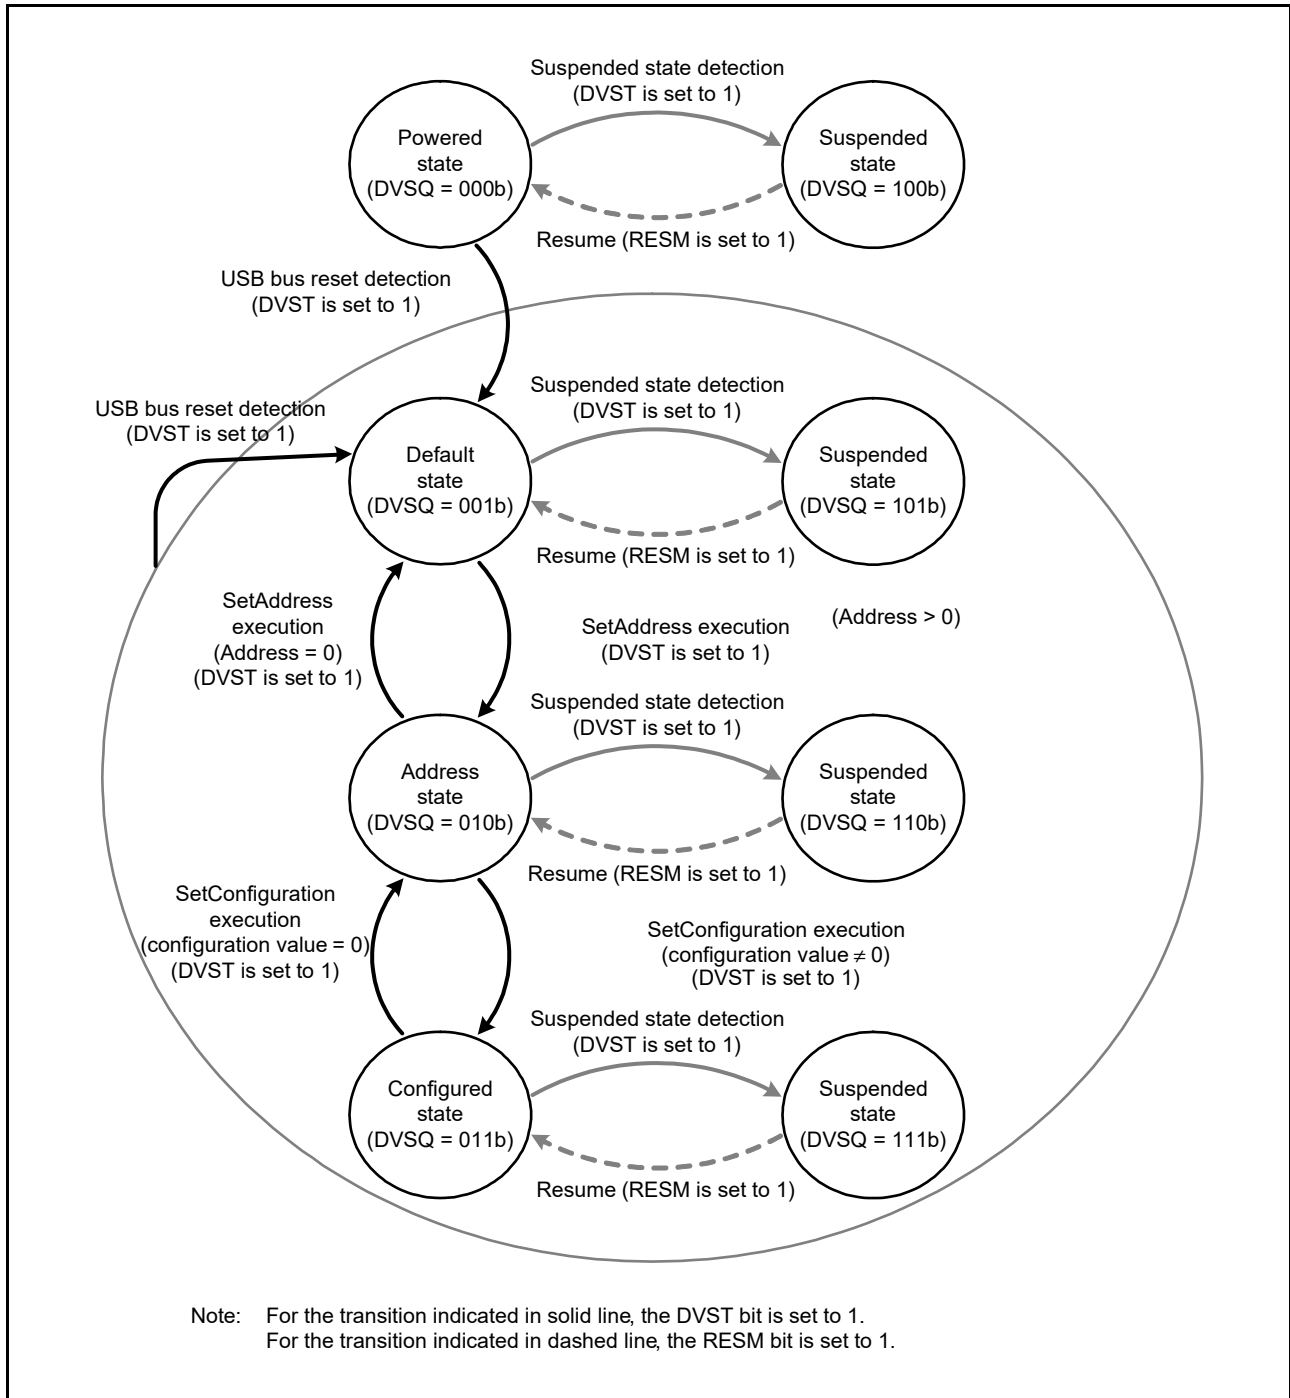 Suspended state detection
(DVST is set to 1)
Powered
state
(DVSQ = 000b)
Suspended
state
(DVSQ = 100b)
Resume (RESM is set to 1)
USB bus reset detection
(DVST is set to 1)
Suspended state detection
(DVST is set to 1)
USB bus reset detection
(DVST is set to 1)
Default
state
(DVSQ = 001b)
Suspended
state
(DVSQ = 101b)
Resume (RESM is set to 1)
SetAddress
execution
(Address = 0)
(DVST is set to 1)
SetAddress execution
(DVST is set to 1)
(Address > 0)
Suspended state detection
(DVST is set to 1)
Address
state
(DVSQ = 010b)
Suspended
state
(DVSQ = 110b)
Resume (RESM is set to 1)
SetConfiguration
execution
(configuration value = 0)
(DVST is set to 1)
SetConfiguration execution
(configuration value ≠ 0)
(DVST is set to 1)
Suspended state detection
(DVST is set to 1)
Configured
state
(DVSQ = 011b)
Suspended
state
(DVSQ = 111b)
Resume (RESM is set to 1)
Note: For the transition indicated in solid line, the DVST bit is set to 1.
For the transition indicated in dashed line, the RESM bit is set to 1.